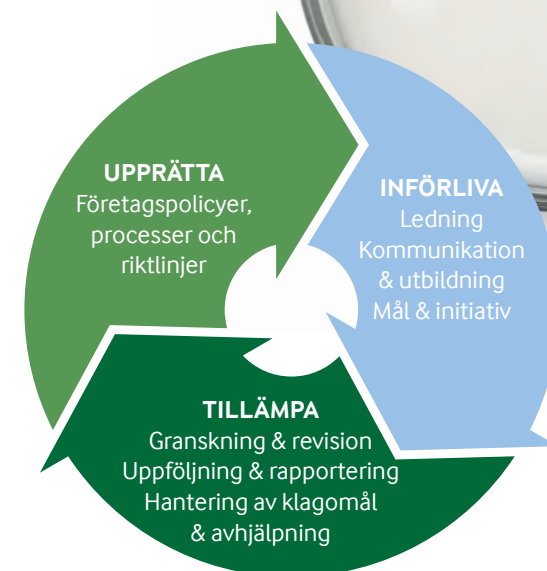 UPPRÄTTA
Företagspolicyer,
processer och
riktlinjer
INFÖRLIVA
Ledning
Kommunikation
& utbildning
Mål & initiativ
TILLÄMPA
Granskning & revision
Uppföljning & rapportering
Hantering av klagomål
& avhjälpning